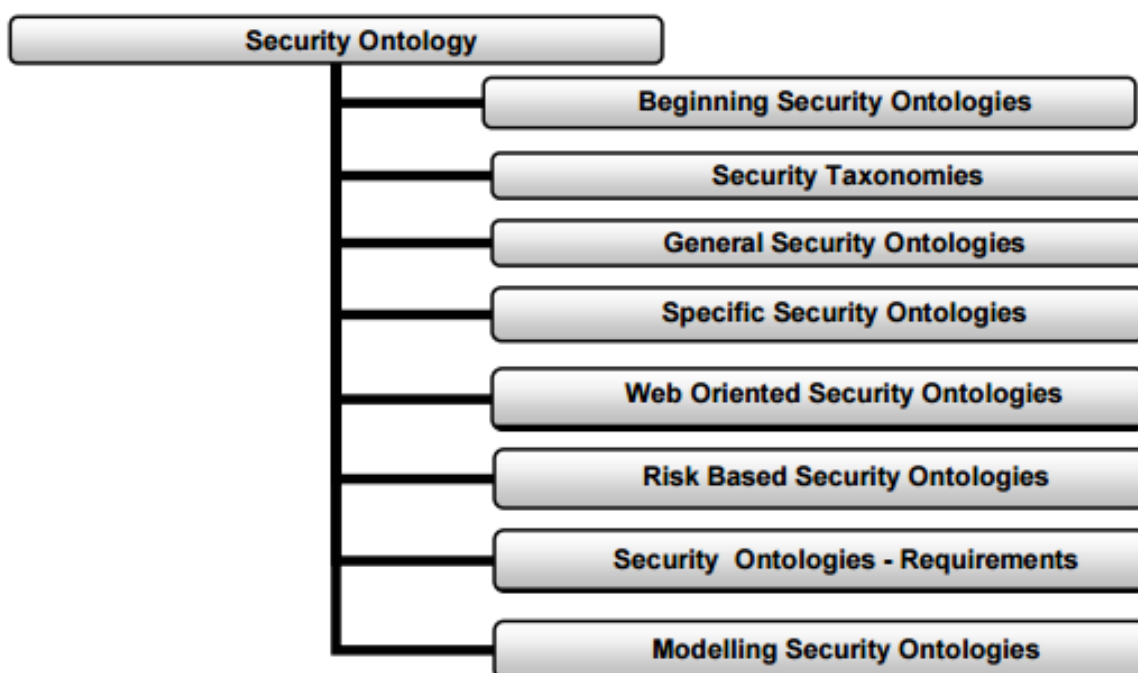 Security Ontology
Beginning Security Ontologies
Security Taxonomies
General Security Ontologies
Specific Security Ontologies
Web Oriented Security Ontologies
Risk Based Security Ontologies
Security Ontologies - Requirements
Modelling Security Ontologies